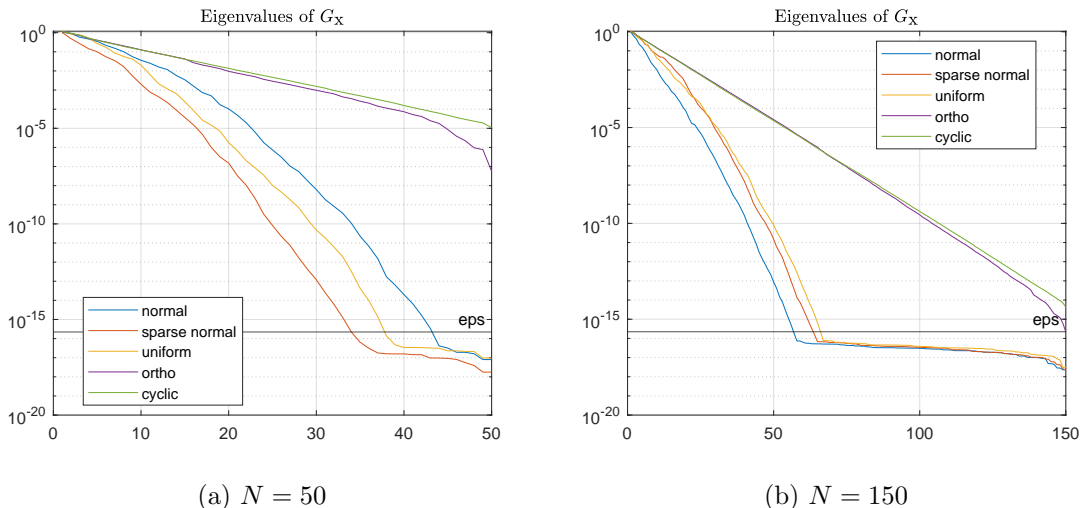 Eigenvalues of G_X
10^0
10^-5
10^-10
10^-15
10^-20
normal
sparse normal
uniform
ortho
cyclic
eps
0 10 20 30 40 50
(a) N = 50
Eigenvalues of G_X
10^0
10^-5
10^-10
10^-15
10^-20
normal
sparse normal
uniform
ortho
cyclic
eps
0 50 100 150
(b) N = 150